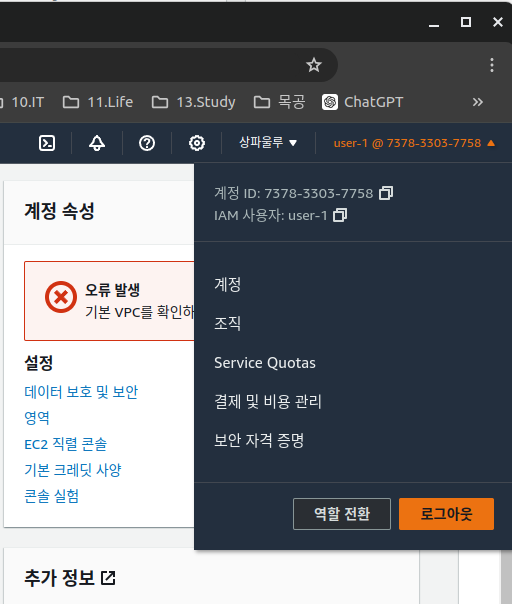 10.IT 11.Life 13.Study 목공 ChatGPT »
상파울루 user-1 @ 7378-3303-7758
계정 ID: 7378-3303-7758
IAM 사용자: user-1
계정
조직
Service Quotas
결제 및 비용 관리
보안 자격 증명
역할 전환 로그아웃
계정 속성
오류 발생
기본 VPC를 확인하
설정
데이터 보호 및 보안
영역
EC2 직렬 콘솔
기본 크레딧 사양
콘솔 실험
추가 정보